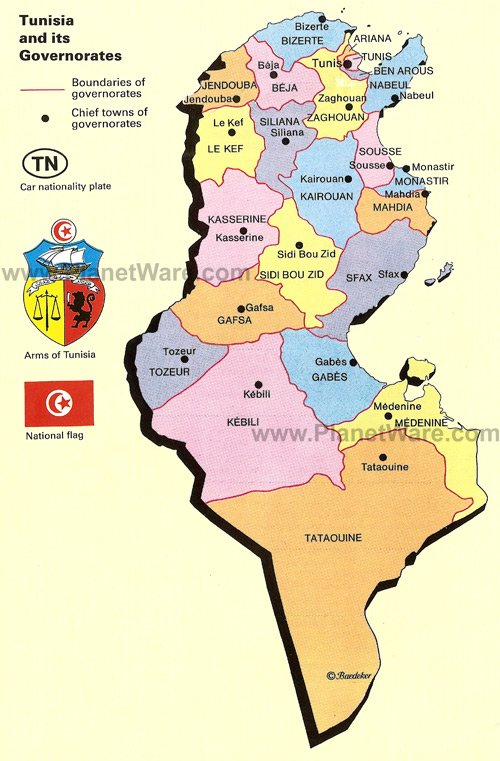 Tunisia
and its
Governorates
Boundaries of
governorates
Chief towns of
governorates
TN
Car nationality plate
Arms of Tunisia
National flag
Bizerte
BIZERTE
ARIANA
TUNIS
Tunis
BEN AROUS
Béja
BÉJA
NABEUL
Nabeul
JENDOUBA
Jendouba
Zaghouan
ZAGHOUAN
Le Kef
LE KEF
SILIANA
Siliana
SOUSSE
Sousse
Monastir
MONASTIR
Kairouan
KAIROUAN
Mahdia
MAHDIA
KASSERINE
Kasserine
Sidi Bou Zid
SIDI BOU ZID
SFAX
Sfax
www.PlanetWare.com
Gafsa
GAFSA
Tozeur
TOZEUR
Gabès
GABÈS
Kébili
KÉBILI
Médenine
MÉDENINE
www.PlanetWare.com
Tataouine
TATAOUINE
© Baedeker